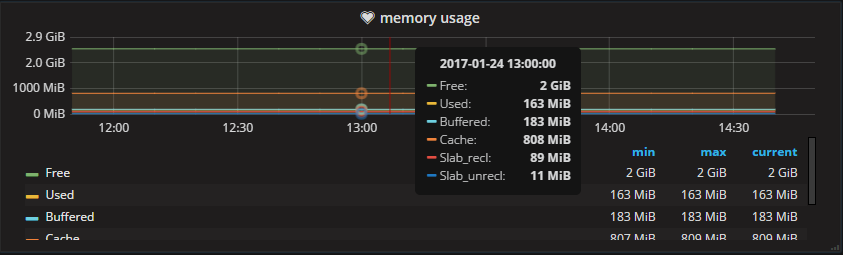 memory usage
2.9 GiB
2.0 GiB
1000 MiB
0 MiB
12:00 12:30 13:00 14:00 14:30
2017-01-24 13:00:00
Free: 2 GiB
Used: 163 MiB
Buffered: 183 MiB
Cache: 808 MiB
Slab_recl: 89 MiB
Slab_unrecl: 11 MiB
min max current
Free 2 GiB 2 GiB 2 GiB
Used 163 MiB 163 MiB 163 MiB
Buffered 183 MiB 183 MiB 183 MiB
Cache 807 MiB 809 MiB 809 MiB